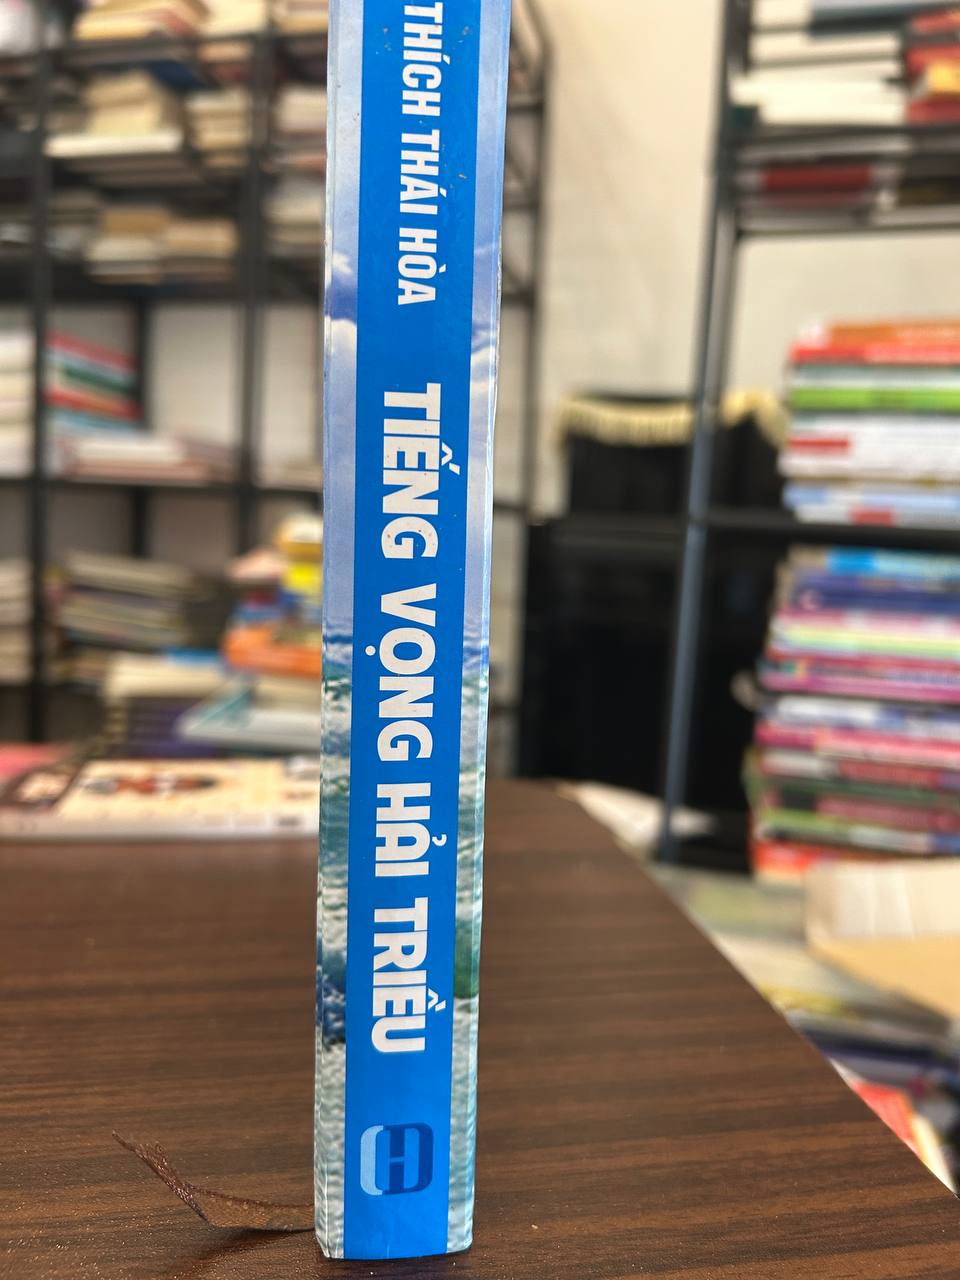 THÍCH THÁI HÒA
TIẾNG VỌNG HẢI TRIỀU